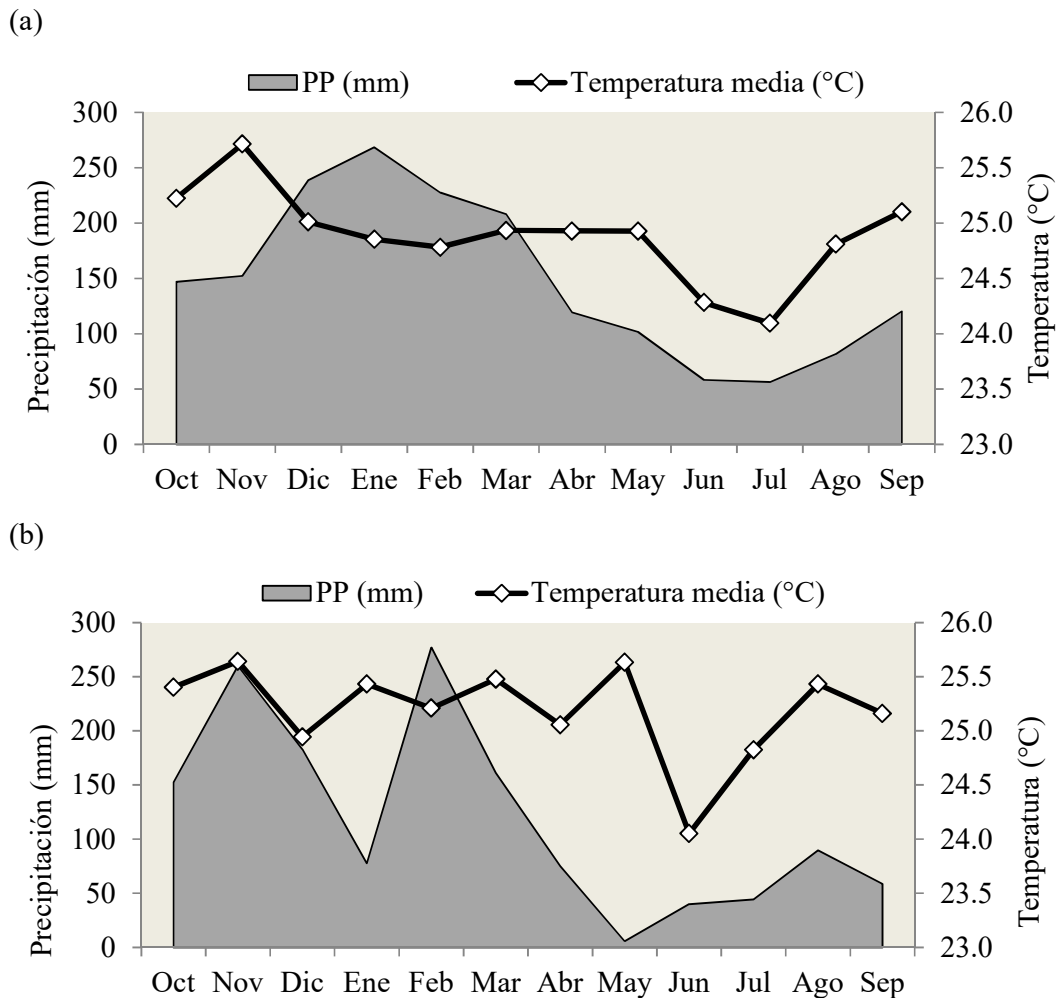 (a)
PP (mm) Temperatura media (°C)
300 26.0
250 25.5
200 25.0
150 24.5
100 24.0
50 23.5
0 23.0
Precipitación (mm)
Temperatura (°C)
Oct Nov Dic Ene Feb Mar Abr May Jun Jul Ago Sep
(b)
PP (mm) Temperatura media (°C)
300 26.0
250 25.5
200 25.0
150 24.5
100 24.0
50 23.5
0 23.0
Precipitación (mm)
Temperatura (°C)
Oct Nov Dic Ene Feb Mar Abr May Jun Jul Ago Sep